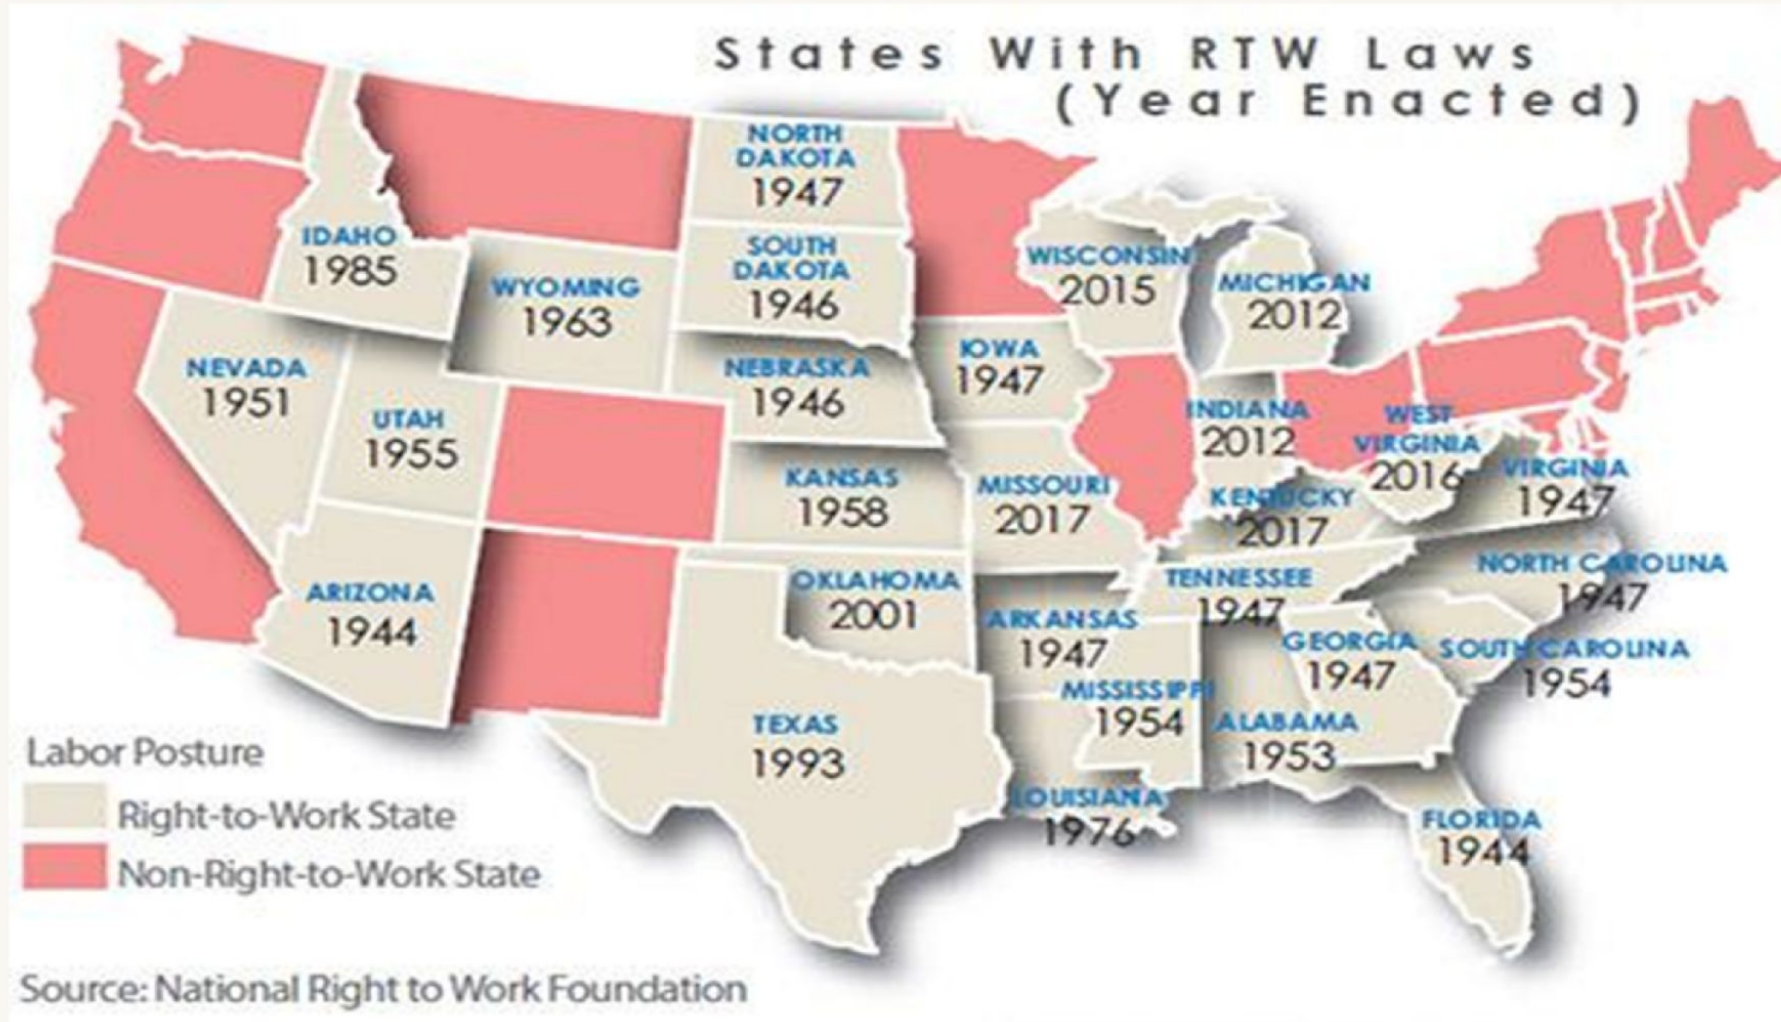 States With RTW Laws
(Year Enacted)
NORTH
DAKOTA
1947
IDAHO
1985
SOUTH
DAKOTA
1946
WYOMING
1963
WISCONSIN
2015
MICHIGAN
2012
NEVADA
1951
NEBRASKA
1946
IOWA
1947
UTAH
1955
INDIANA
2012
WEST
VIRGINIA
2016
KANSAS
1958
MISSOURI
2017
KENTUCKY
2017
VIRGINIA
1947
ARIZONA
1944
OKLAHOMA
2001
TENNESSEE
1947
NORTH CAROLINA
1947
ARKANSAS
1947
GEORGIA
1947
SOUTH CAROLINA
1954
TEXAS
1993
MISSISSIPPI
1954
ALABAMA
1953
LOUISIANA
1976
FLORIDA
1944
Labor Posture
Right-to-Work State
Non-Right-to-Work State
Source: National Right to Work Foundation